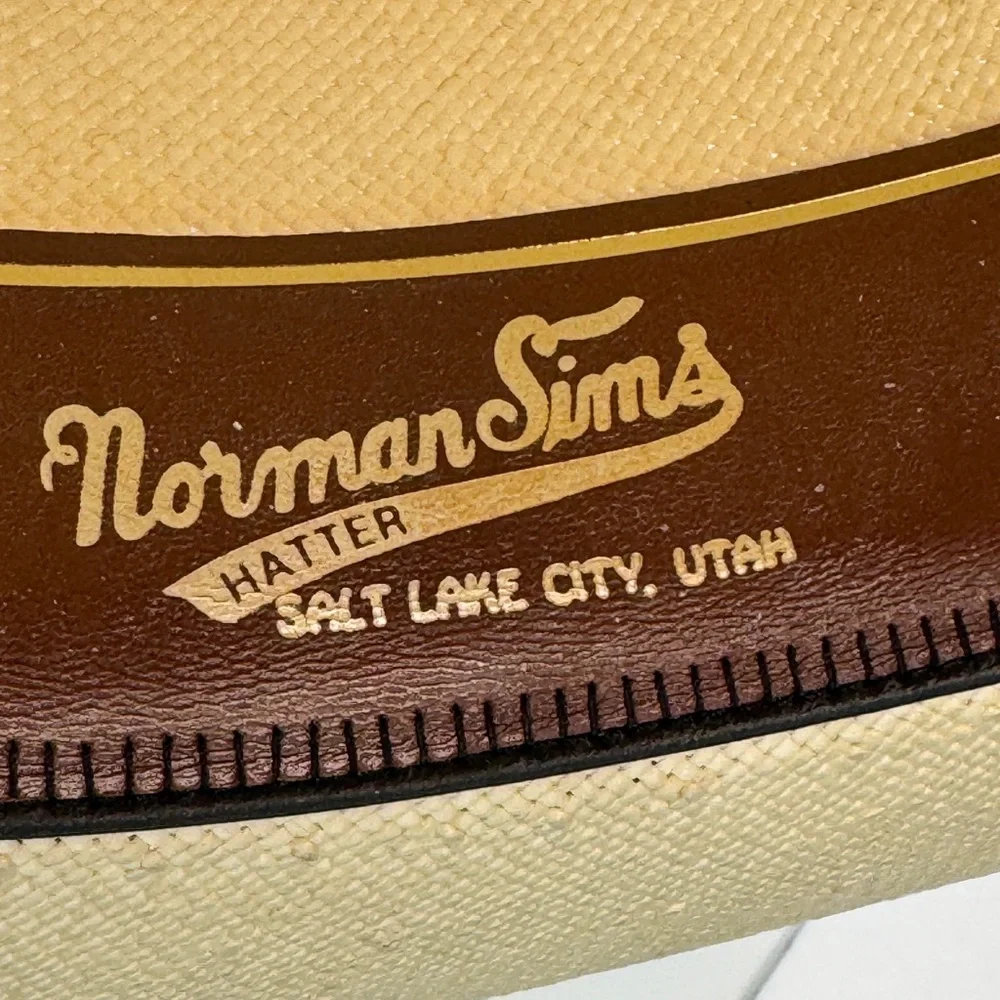 Norman Sims
HATTER
SALT LAKE CITY, UTAH